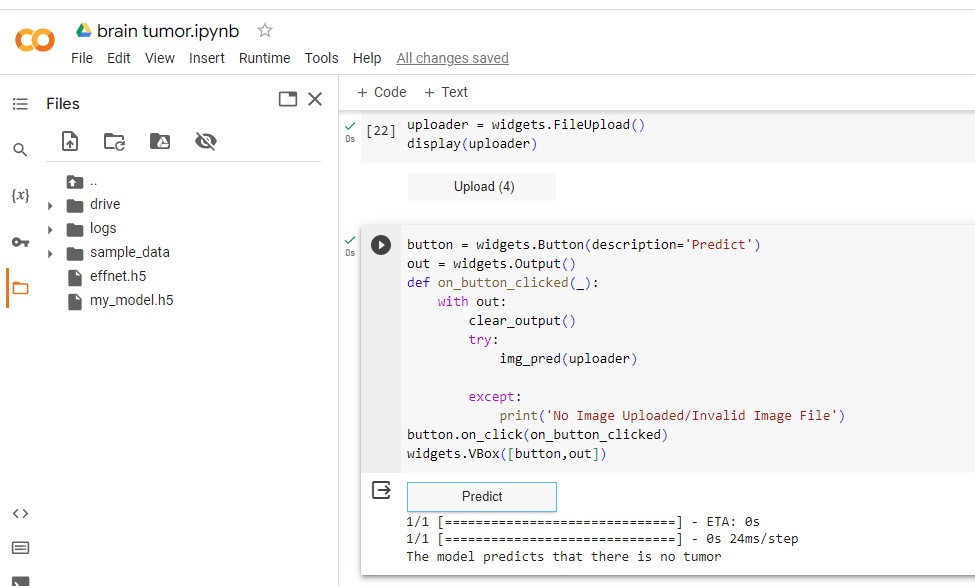 brain tumor.ipynb
File Edit View Insert Runtime Tools Help All changes saved
Files
+ Code + Text
..
drive
logs
sample_data
effnet.h5
my_model.h5
{x}
<>
0s
[22]
uploader = widgets.FileUpload()
display(uploader)
Upload (4)
0s
button = widgets.Button(description='Predict')
out = widgets.Output()
def on_button_clicked(_):
    with out:
        clear_output()
        try:
            img_pred(uploader)
        except:
            print('No Image Uploaded/Invalid Image File')
button.on_click(on_button_clicked)
widgets.VBox([button,out])
Predict
1/1 [==============================] - ETA: 0s
1/1 [==============================] - 0s 24ms/step
The model predicts that there is no tumor